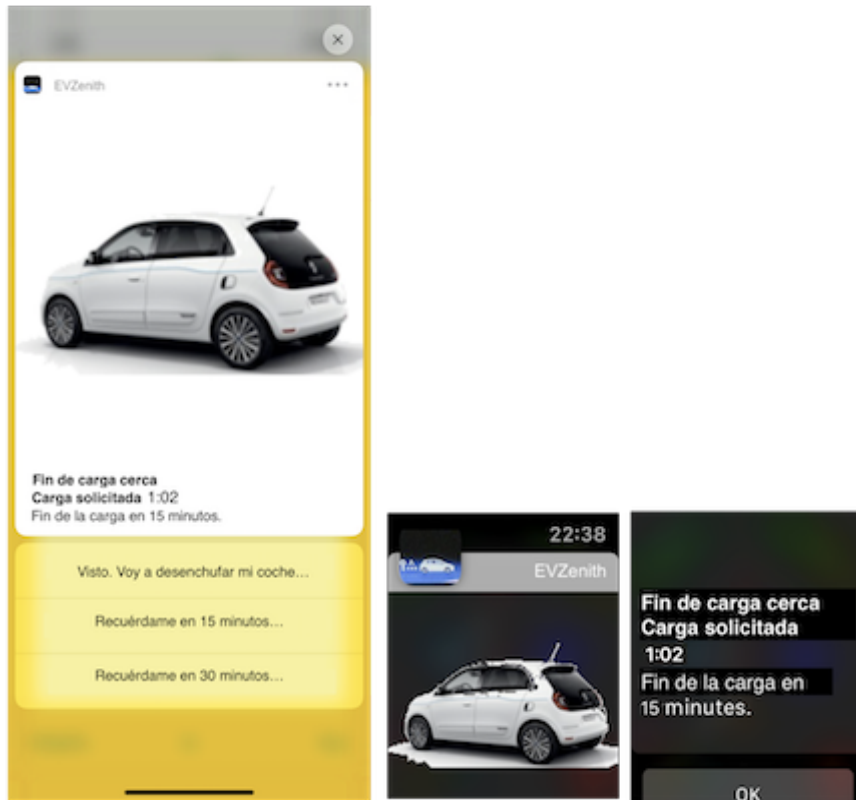 EVZenith
Fin de carga cerca
Carga solicitada 1:02
Fin de la carga en 15 minutos.
Visto. Voy a desenchufar mi coche...
Recuérdame en 15 minutos...
Recuérdame en 30 minutos...
22:38
EVZenith
Fin de carga cerca
Carga solicitada
1:02
Fin de la carga en
15 minutes.
OK